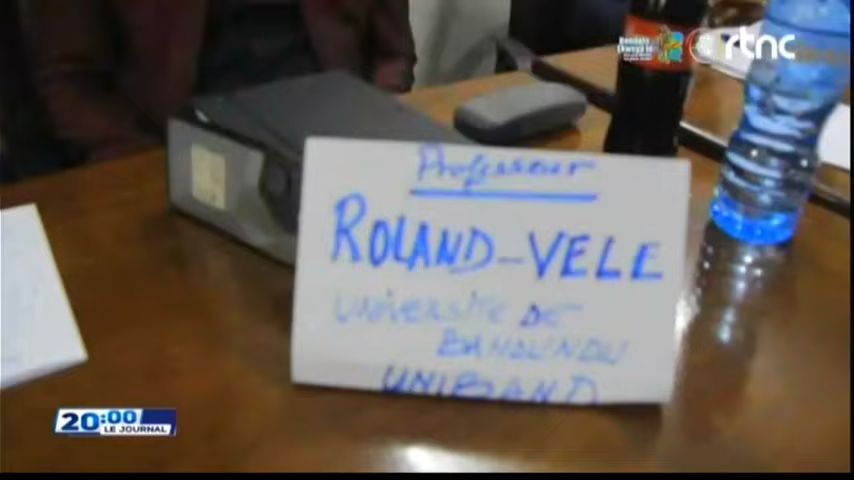 rtnc
Professeur
ROLAND-VELE
UNIVERSITE DE
BANDUNDU
UNIBAND
20:00
LE JOURNAL